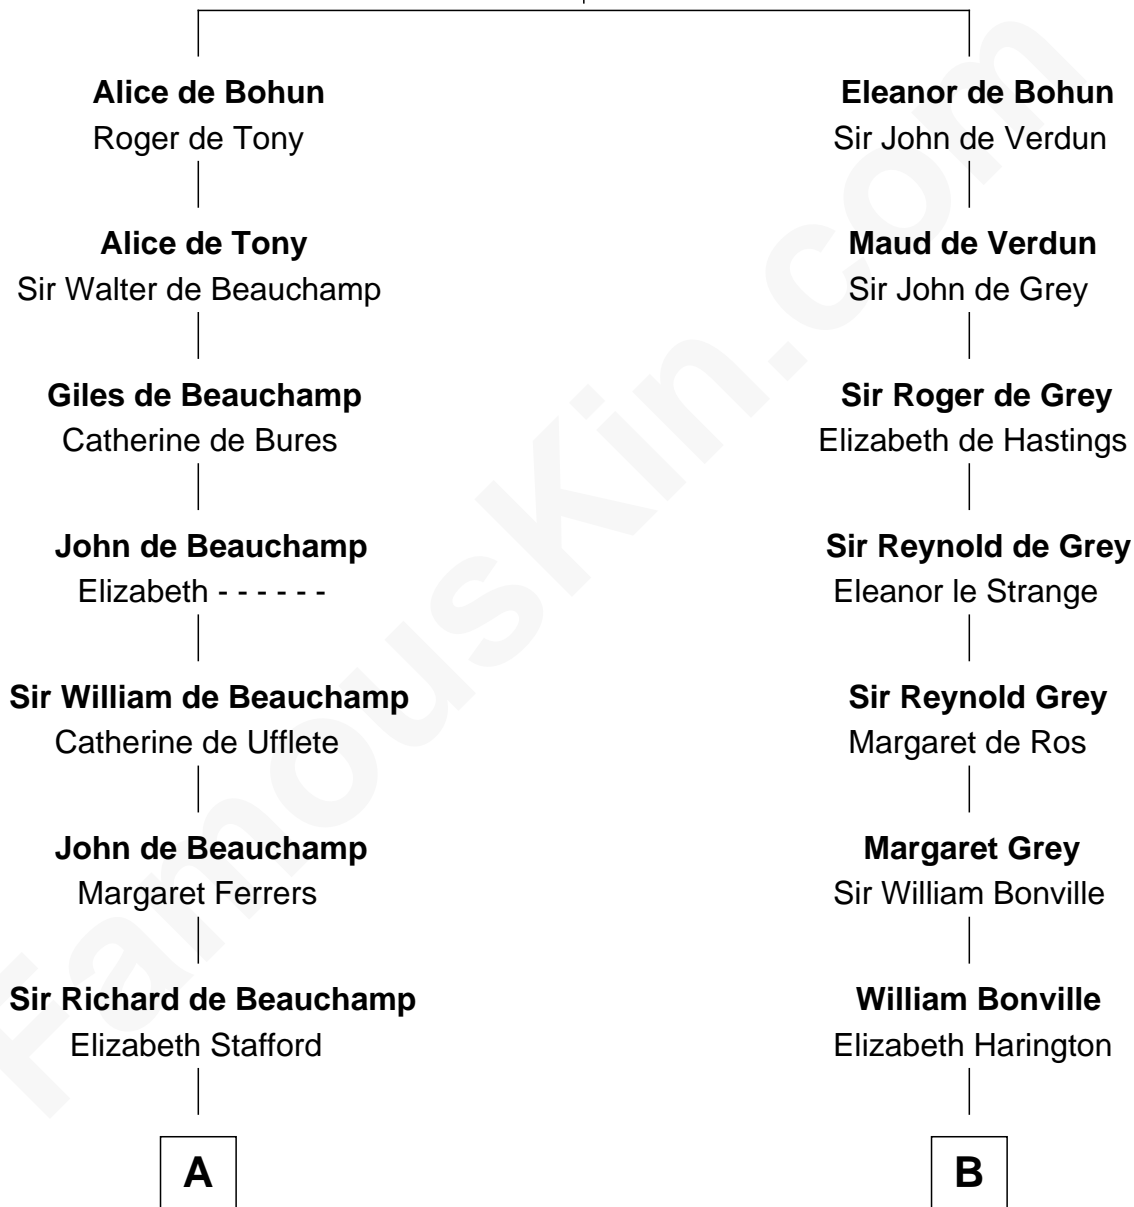 Alice de Bohun
Roger de Tony
Eleanor de Bohun
Sir John de Verdun
Alice de Tony
Sir Walter de Beauchamp
Maud de Verdun
Sir John de Grey
Giles de Beauchamp
Catherine de Bures
Sir Roger de Grey
Elizabeth de Hastings
John de Beauchamp
Elizabeth - - - - - -
Sir Reynold de Grey
Eleanor le Strange
Sir William de Beauchamp
Catherine de Ufflete
Sir Reynold Grey
Margaret de Ros
John de Beauchamp
Margaret Ferrers
Margaret Grey
Sir William Bonville
Sir Richard de Beauchamp
Elizabeth Stafford
William Bonville
Elizabeth Harington
A
B
FamousKin.com